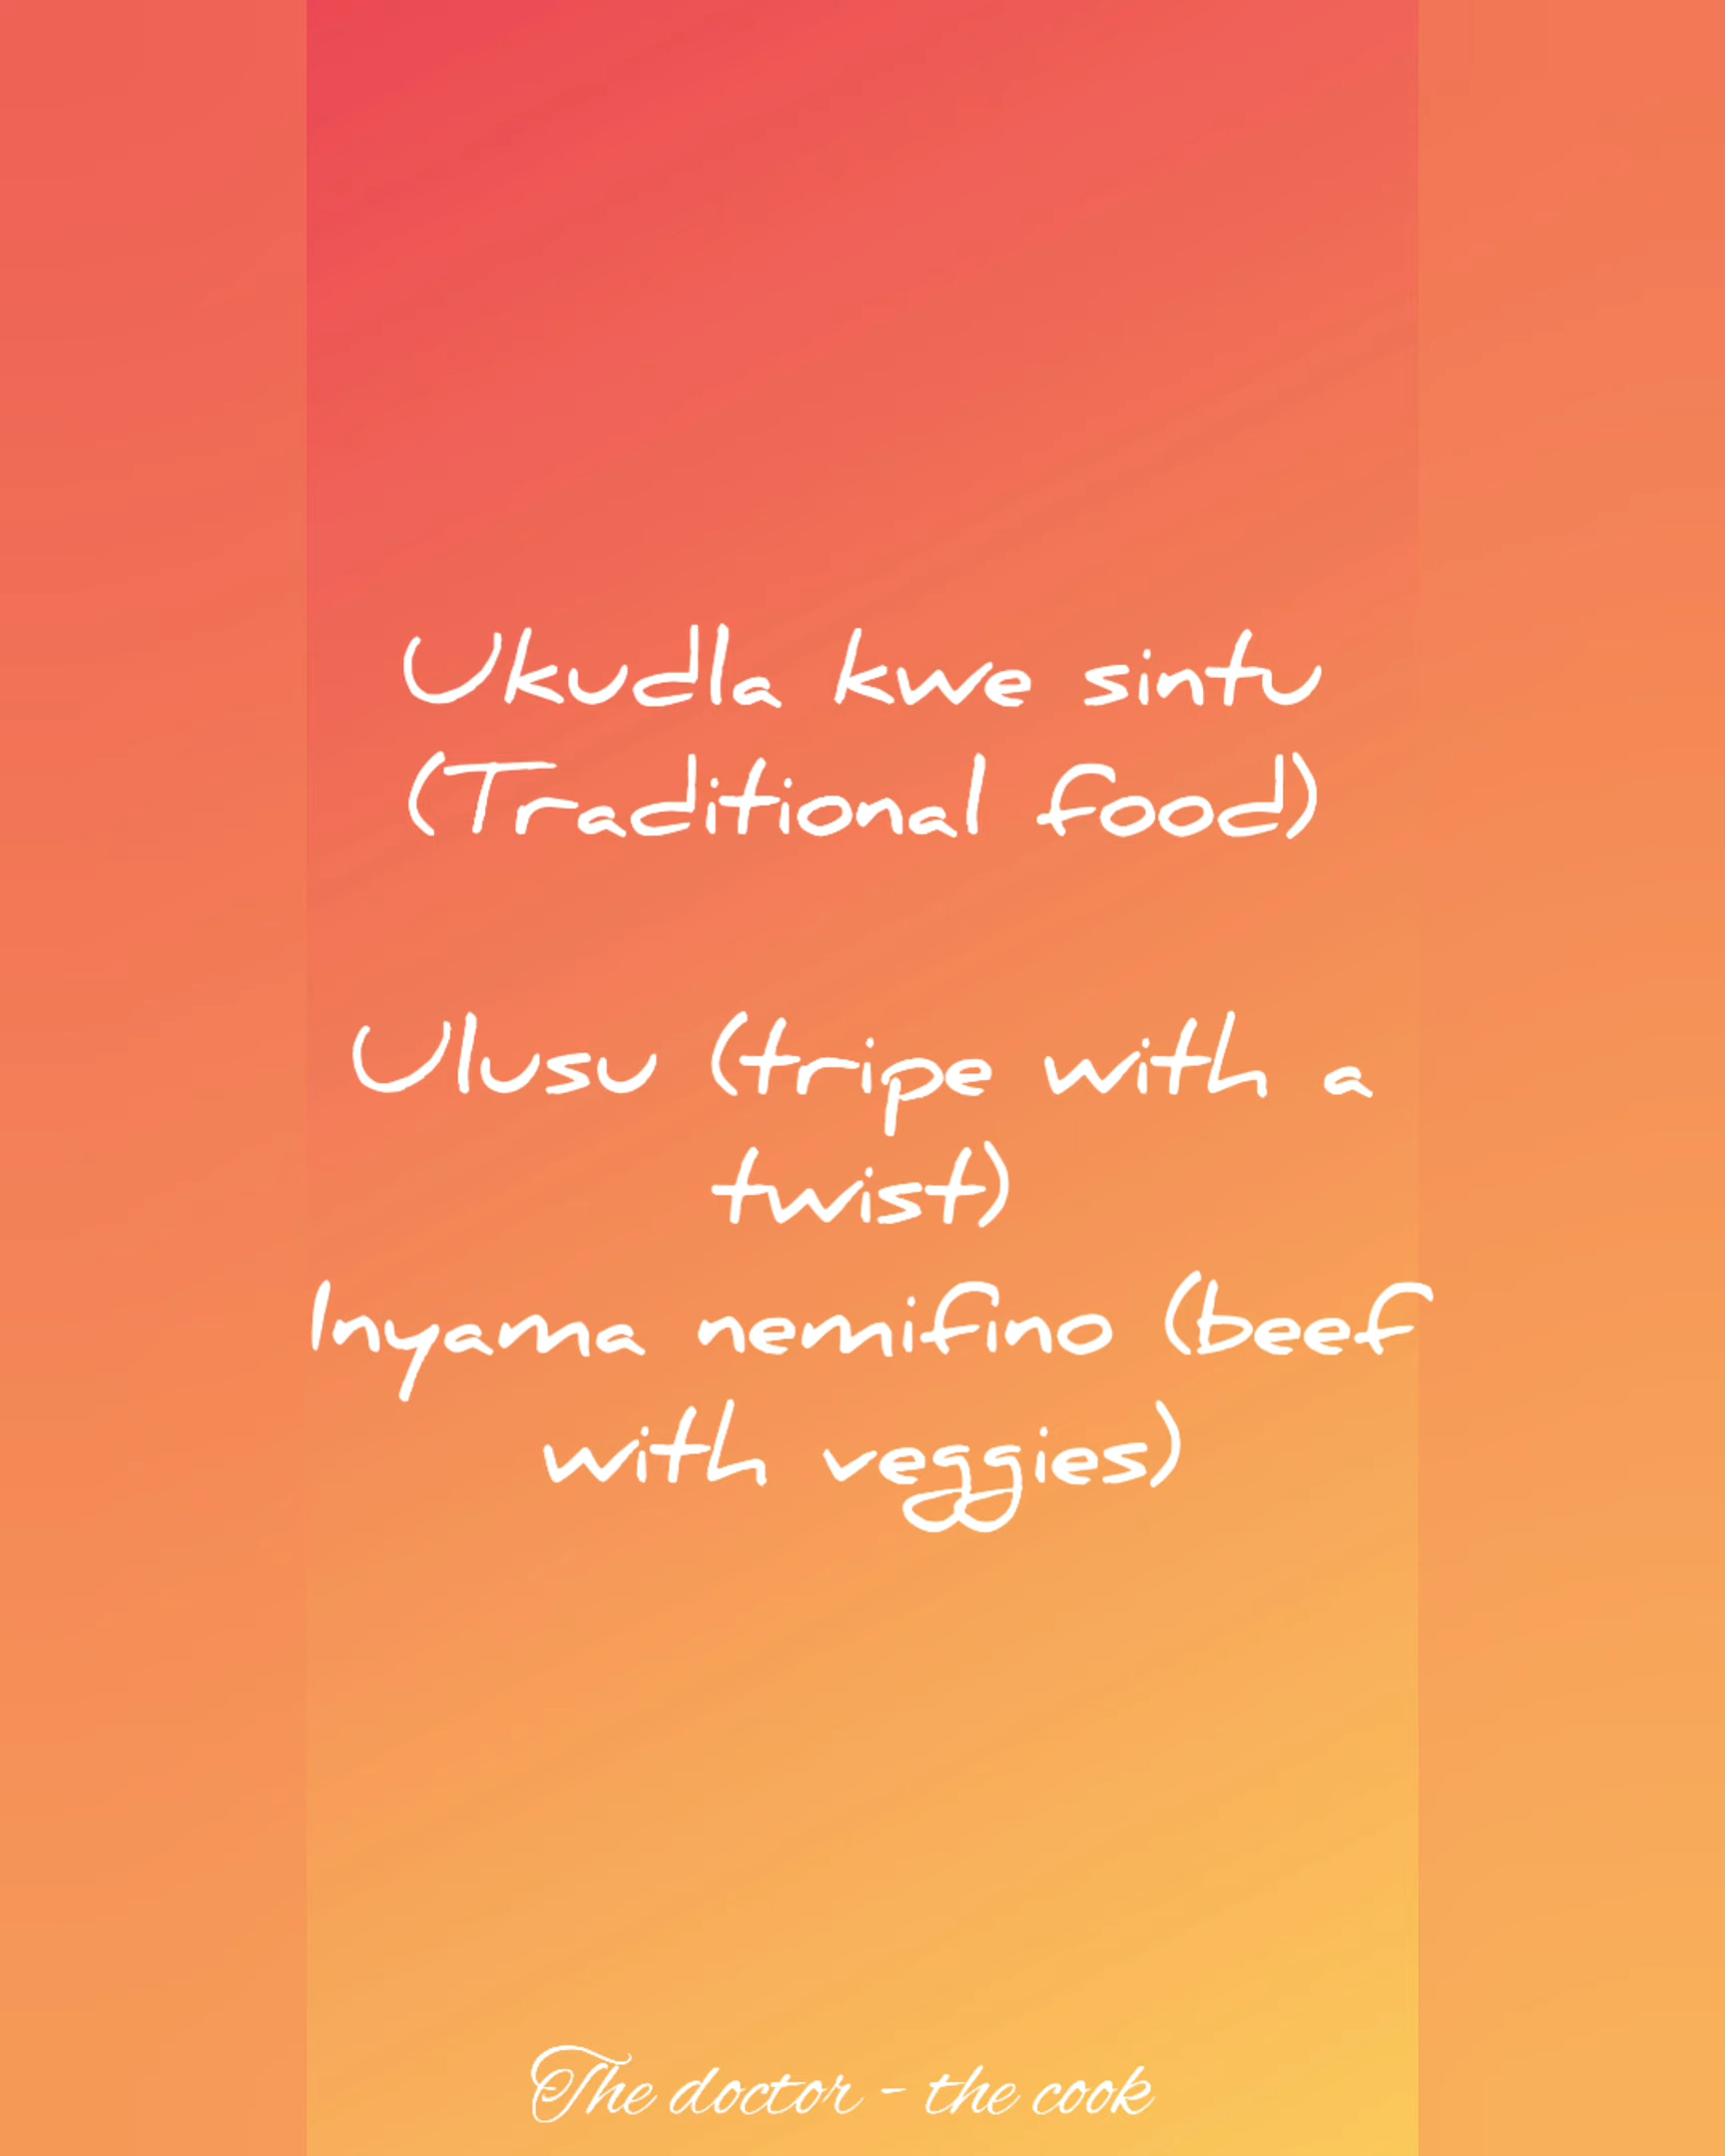 Ukudla kwe sintu
(Traditional food)
Ulusu (tripe with a
twist)
Inyama nemifino (beef
with veggies)
The doctor - the cook